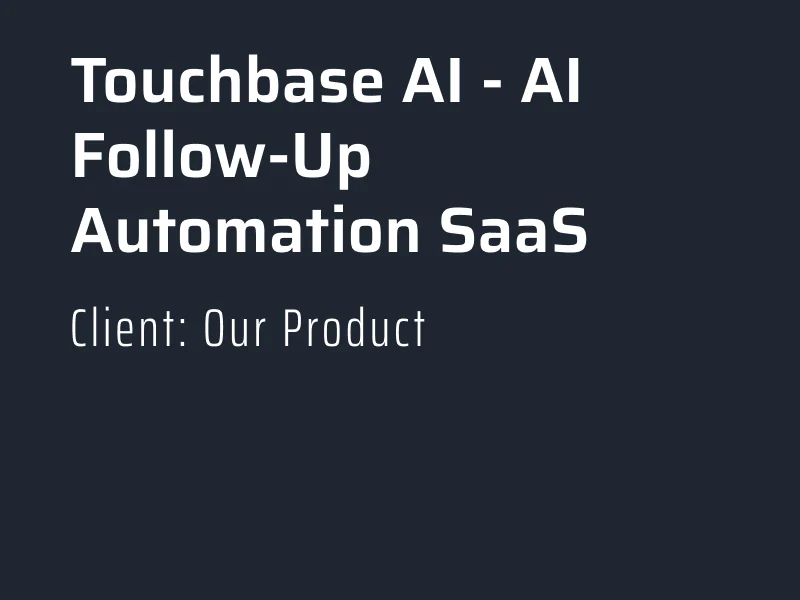 Touchbase AI - AI
Follow-Up
Automation SaaS
Client: Our Product